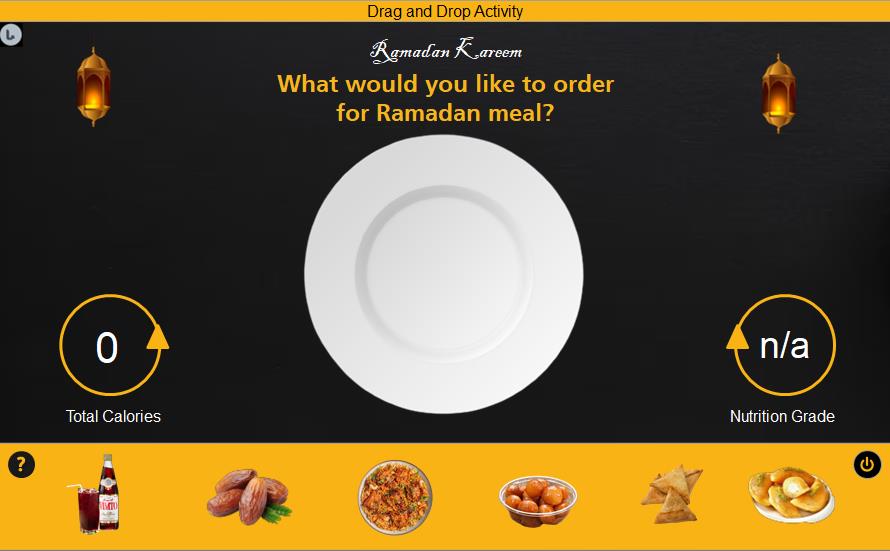 Drag and Drop Activity
Ramadan Kareem
What would you like to order
for Ramadan meal?
0
n/a
Total Calories
Nutrition Grade
?
VIMTO